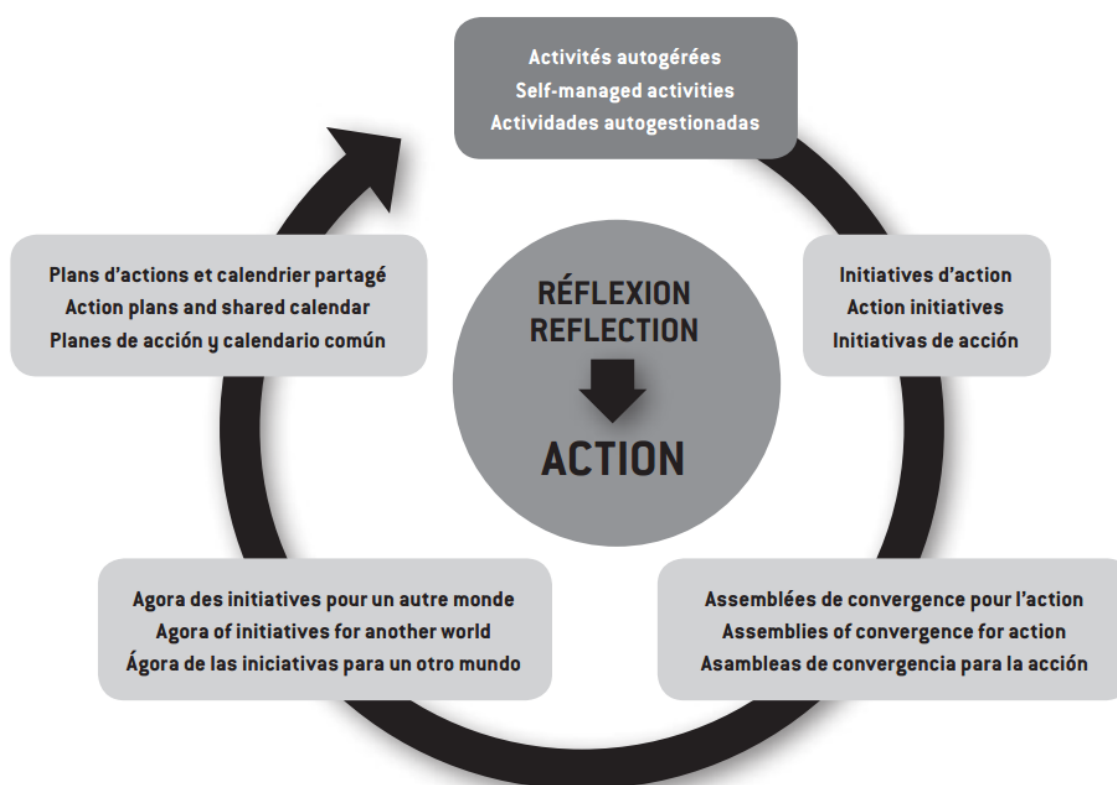 Activités autogérées
Self-managed activities
Actividades autogestionadas
Plans d'actions et calendrier partagé
Action plans and shared calendar
Planes de acción y calendario común
RÉFLEXION
REFLECTION
ACTION
Initiatives d'action
Action initiatives
Iniciativas de acción
Agora des initiatives pour un autre monde
Agora of initiatives for another world
Ágora de las iniciativas para un otro mundo
Assemblées de convergence pour l'action
Assemblies of convergence for action
Asambleas de convergencia para la acción